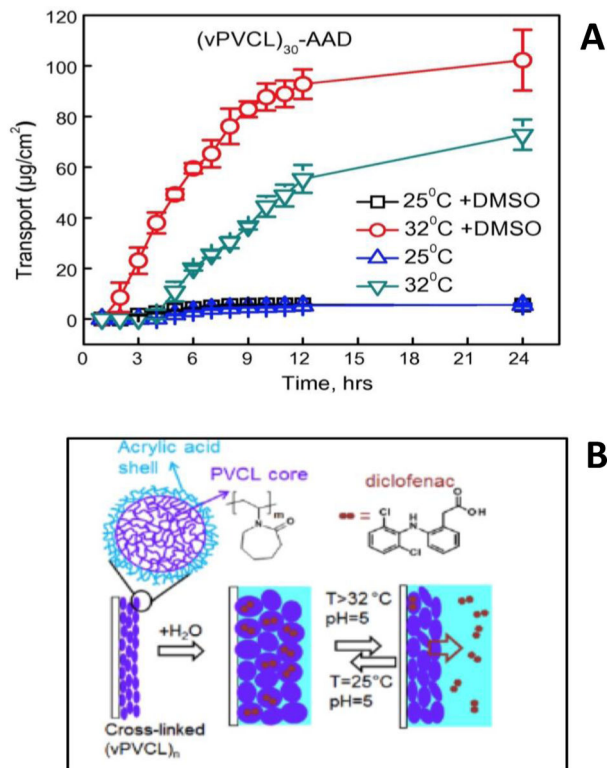 120
100
80
60
40
20
0
Transport (µg/cm²)
(vPVCL)₃₀-AAD
A
25⁰C +DMSO
32⁰C +DMSO
25⁰C
32⁰C
0 3 6 9 12 15 18 21 24
Time, hrs
B
Acrylic acid
shell
PVCL core
m
N
O
diclofenac
=
Cl
H
N
O
OH
Cl
+H₂O
T>32 °C
pH=5
T=25°C
pH=5
Cross-linked
(vPVCL)ₙ